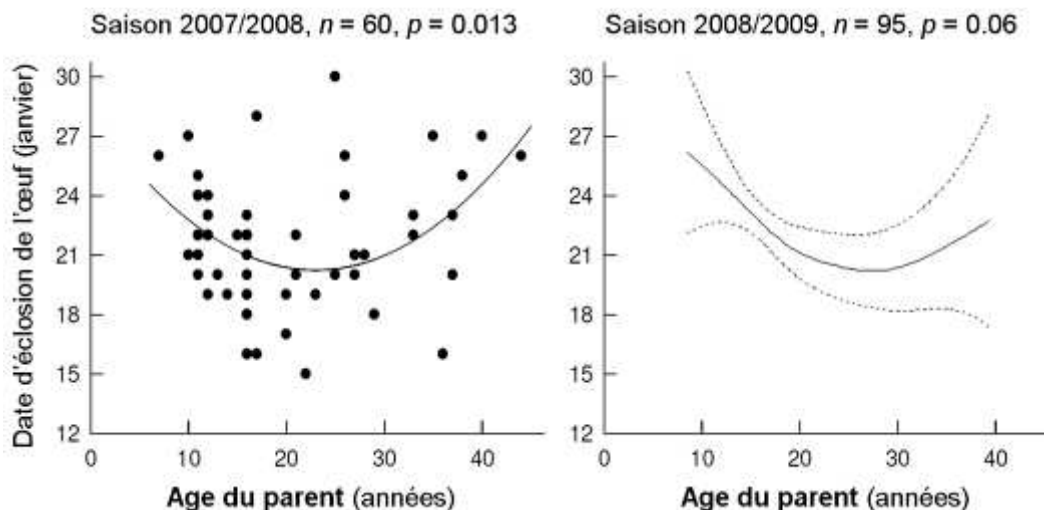 Saison 2007/2008, n = 60, p = 0.013
Saison 2008/2009, n = 95, p = 0.06
Date d'éclosion de l'œuf (janvier)
30
27
24
21
18
15
12
0 10 20 30 40
Age du parent (années)
30
27
24
21
18
15
12
0 10 20 30 40
Age du parent (années)